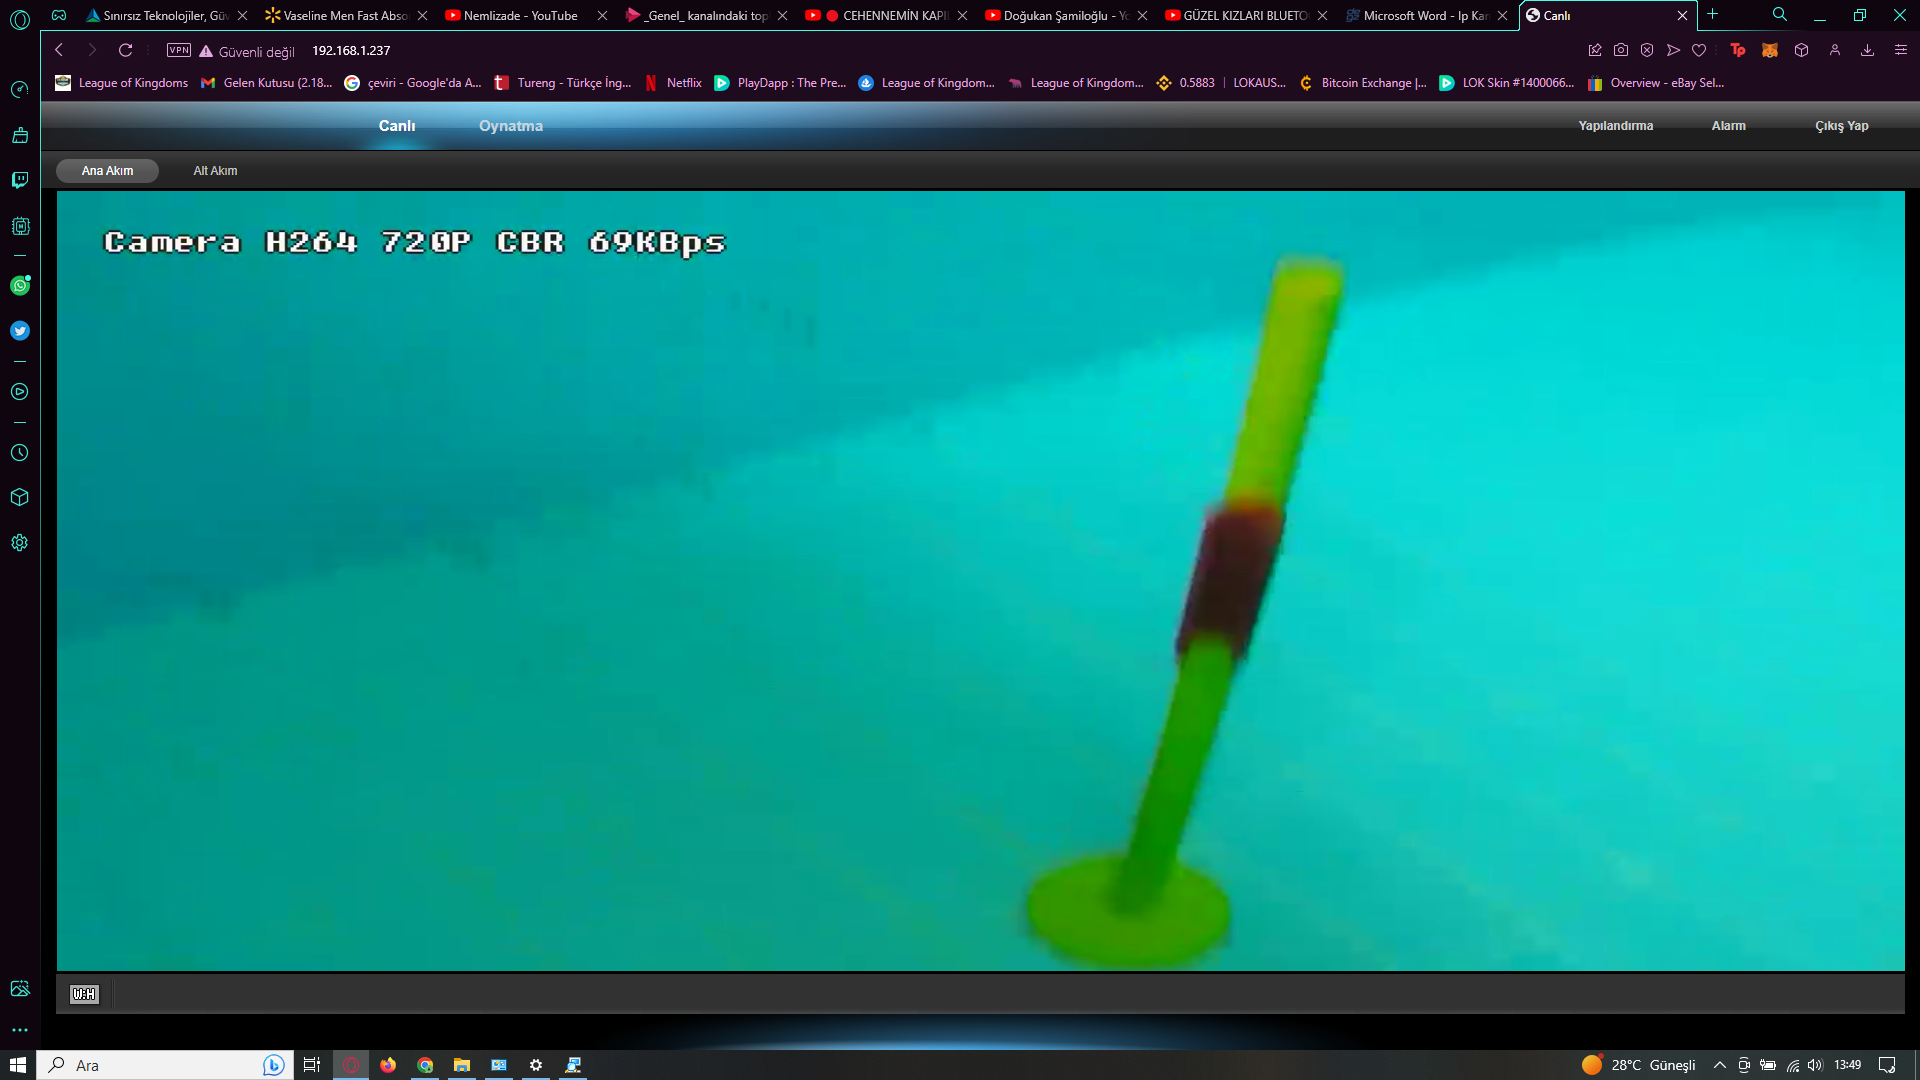 Sınırsız Teknolojiler, Güv
Vaseline Men Fast Abso
Nemlizade - YouTube
_Genel_ kanalındaki top
CEHENNEMİN KAPI
Doğukan Şamiloğlu - Yo
GÜZEL KIZLARI BLUETO
Microsoft Word - Ip Kam
Canlı
VPN
Güvenli değil
192.168.1.237
Tp
League of Kingdoms
Gelen Kutusu (2.18...
çeviri - Google'da A...
Tureng - Türkçe İng...
Netflix
PlayDapp : The Pre...
League of Kingdom...
League of Kingdom...
0.5883 | LOKAUS...
Bitcoin Exchange |...
LOK Skin #1400066...
Overview - eBay Sel...
Canlı
Oynatma
Yapılandırma
Alarm
Çıkış Yap
Ana Akım
Alt Akım
Camera H264 720P CBR 69KBps
W:H
Ara
28°C Güneşli
13:49